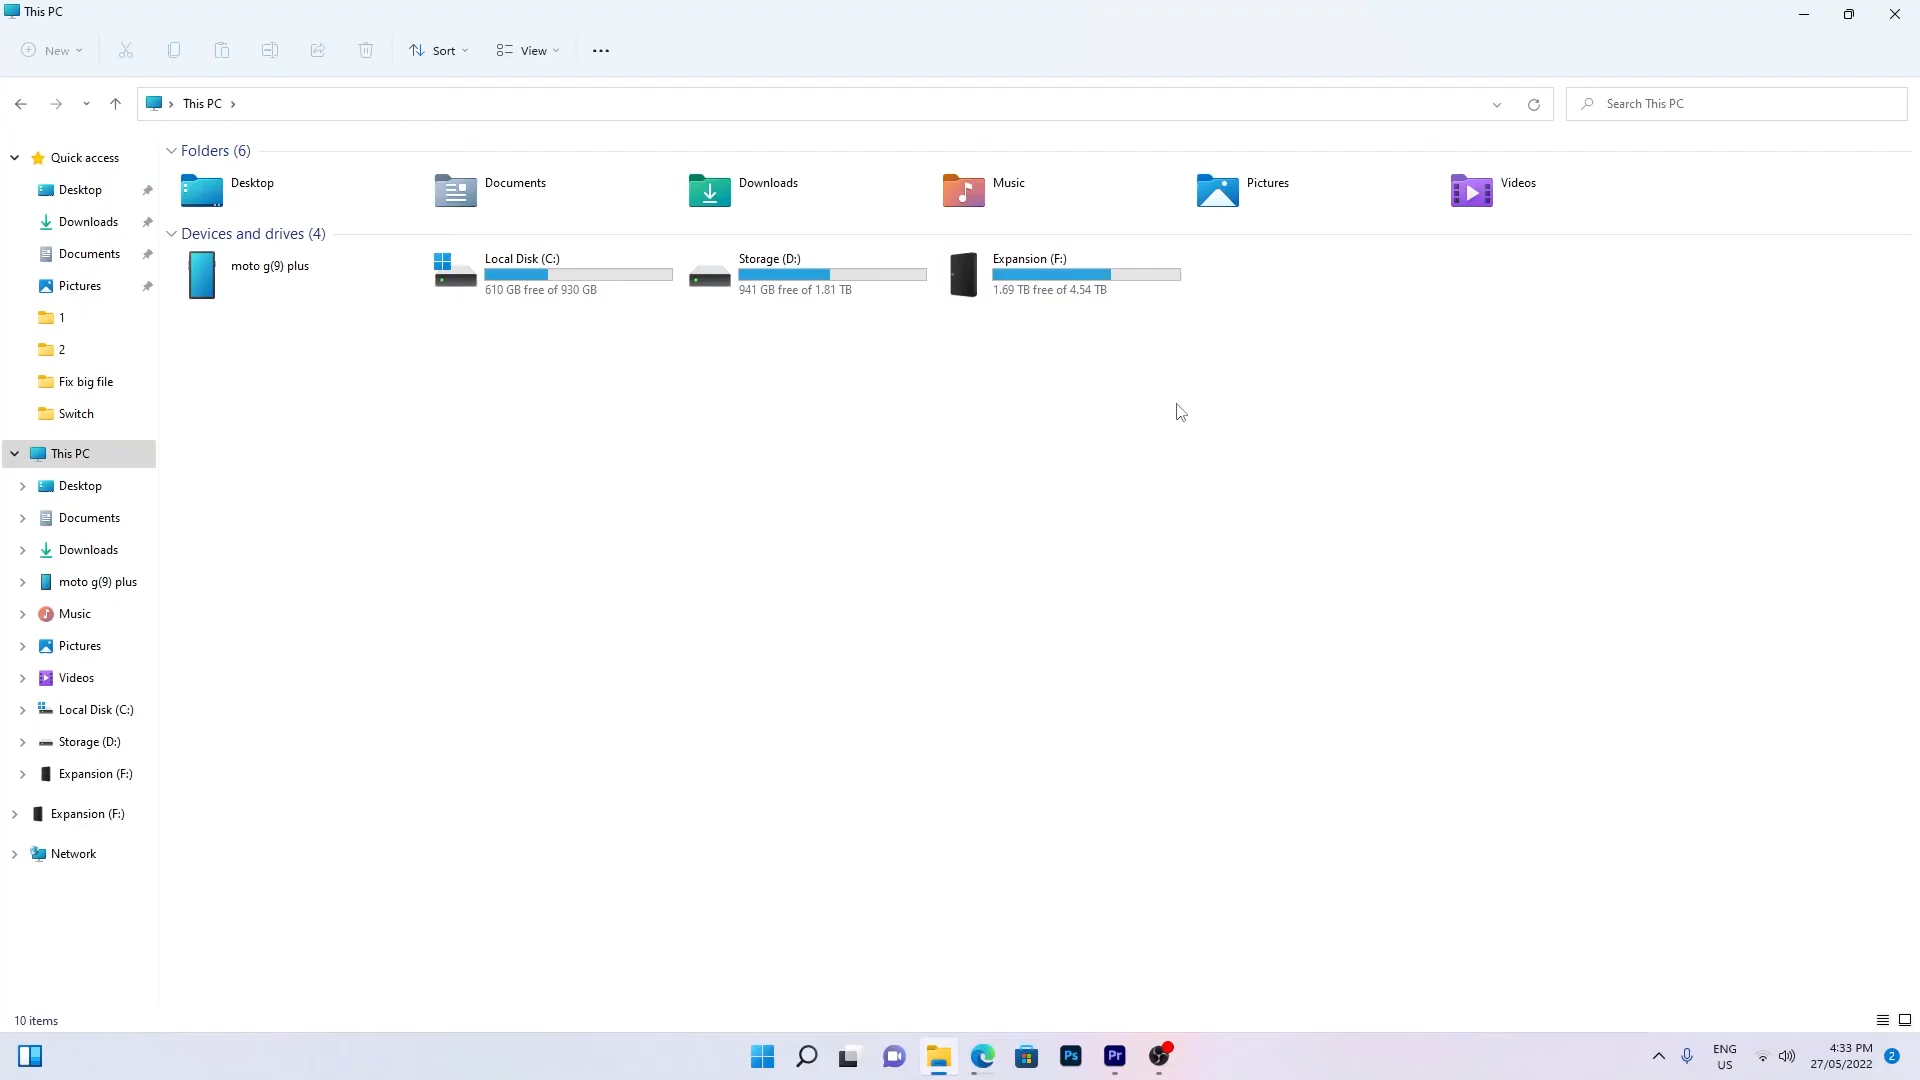 This PC
New
Sort
View
This PC
Search This PC
Quick access
Desktop
Downloads
Documents
Pictures
1
2
Fix big file
Switch
This PC
Desktop
Documents
Downloads
moto g(9) plus
Music
Pictures
Videos
Local Disk (C:)
Storage (D:)
Expansion (F:)
Expansion (F:)
Network
Folders (6)
Desktop
Documents
Downloads
Music
Pictures
Videos
Devices and drives (4)
moto g(9) plus
Local Disk (C:)
610 GB free of 930 GB
Storage (D:)
941 GB free of 1.81 TB
Expansion (F:)
1.69 TB free of 4.54 TB
10 items
Ps
Pr
ENG
US
4:33 PM
27/05/2022
2